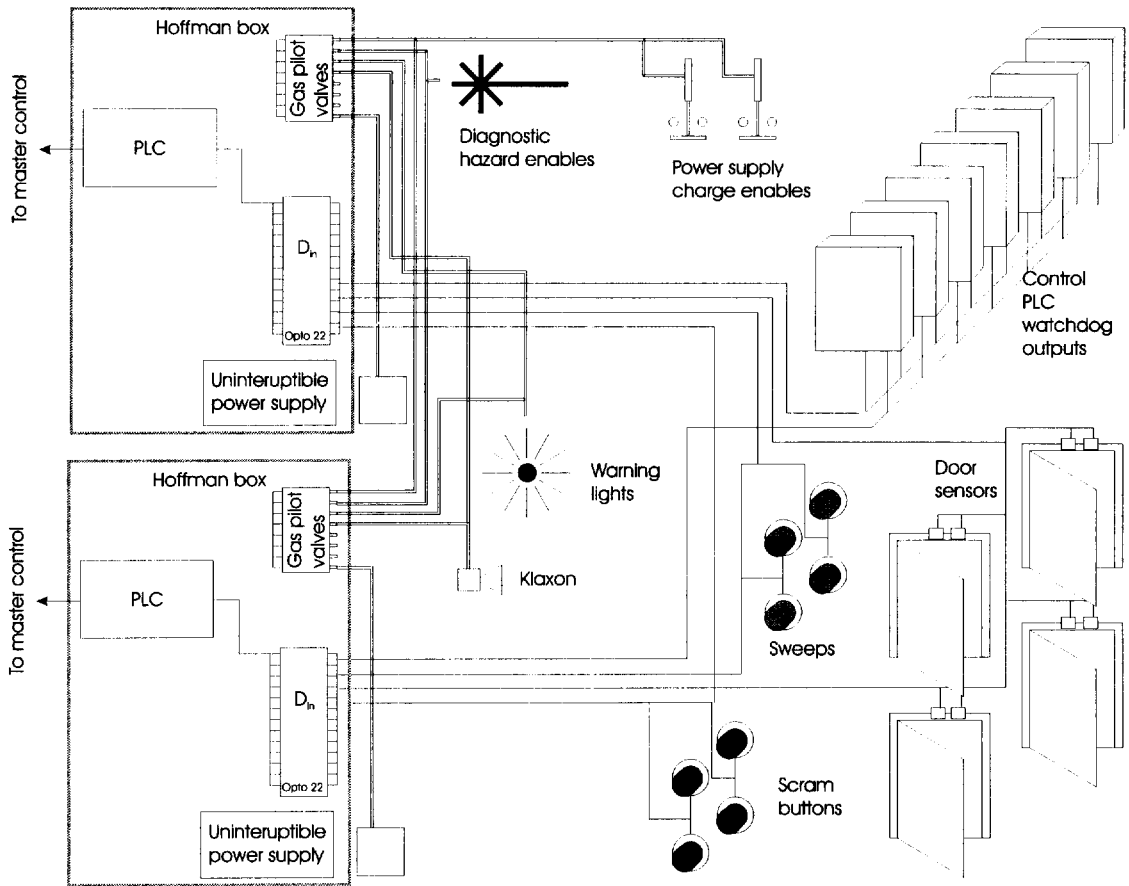 Hoffman box
Gas pilot
valves
To master control
PLC
D_in
Opto 22
Uninteruptible
power supply
Diagnostic
hazard enables
Power supply
charge enables
Control
PLC
watchdog
outputs
Hoffman box
Gas pilot
valves
To master control
PLC
D_in
Opto 22
Uninteruptible
power supply
Warning
lights
Klaxon
Sweeps
Door
sensors
Scram
buttons